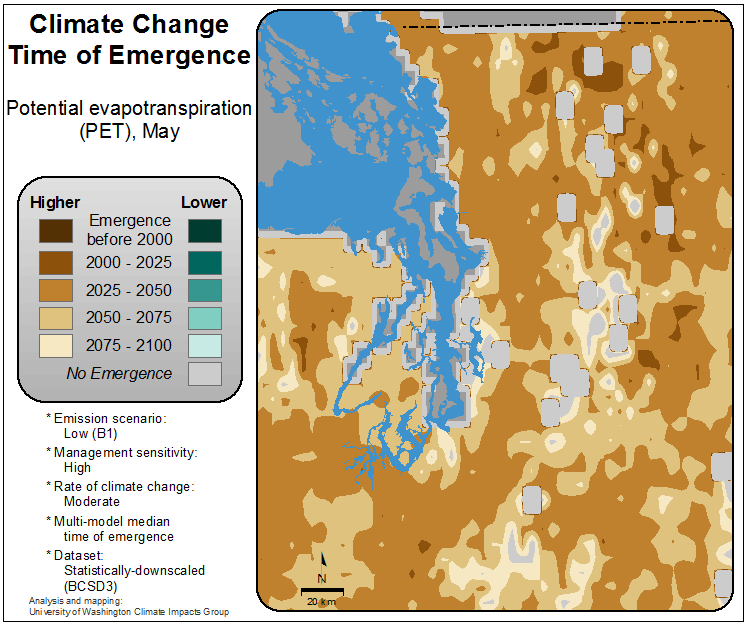 Climate Change
Time of Emergence
Potential evapotranspiration
(PET), May
Higher Lower
Emergence
before 2000
2000 - 2025
2025 - 2050
2050 - 2075
2075 - 2100
No Emergence
* Emission scenario:
Low (B1)
* Management sensitivity:
High
* Rate of climate change:
Moderate
* Multi-model median
time of emergence
* Dataset:
Statistically-downscaled
(BCSD3)
Analysis and mapping:
University of Washington Climate Impacts Group
N
20 km